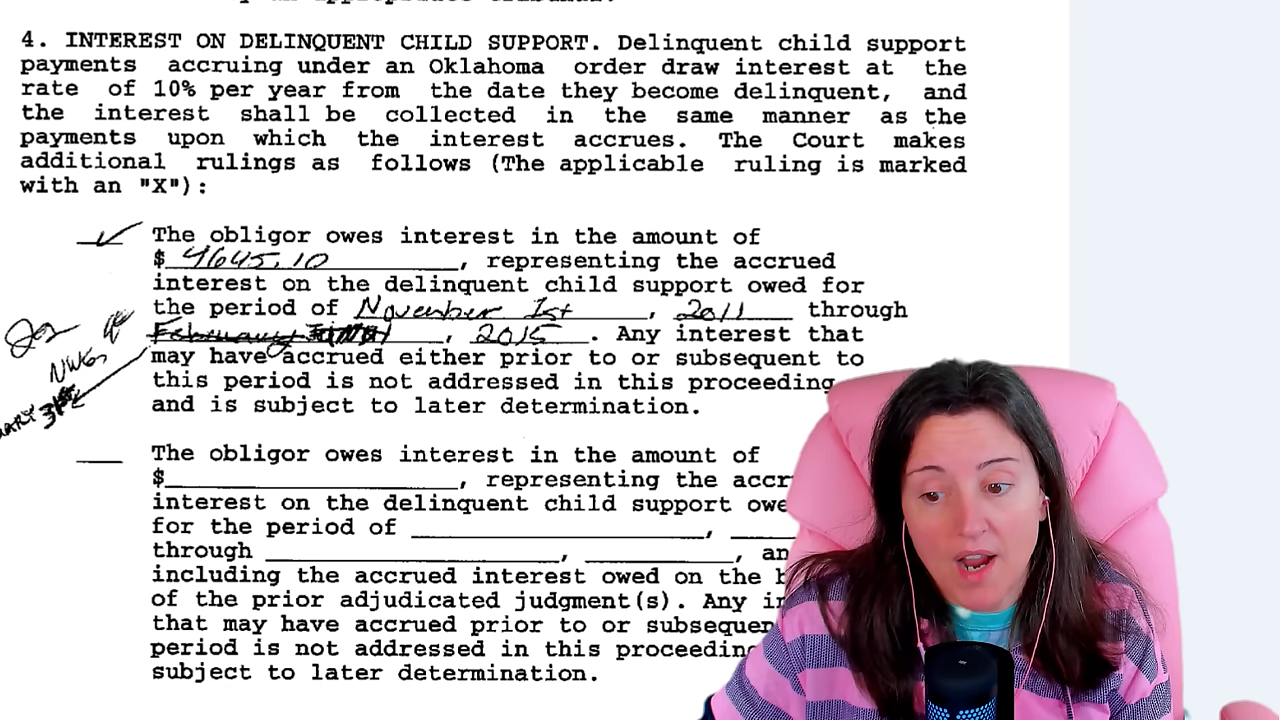 4. INTEREST ON DELINQUENT CHILD SUPPORT. Delinquent child support
payments accruing under an Oklahoma order draw interest at the
rate of 10% per year from the date they become delinquent, and
the interest shall be collected in the same manner as the
payments upon which the interest accrues. The Court makes
additional rulings as follows (The applicable ruling is marked
with an "X"):
The obligor owes interest in the amount of
$ 4645.10, representing the accrued
interest on the delinquent child support owed for
the period of November 1st, 2011 through
February, 2015. Any interest that
may have accrued either prior to or subsequent to
this period is not addressed in this proceeding
and is subject to later determination.
31st
The obligor owes interest in the amount of
$, representing the accr
interest on the delinquent child support owe
for the period of ,
through , , an
including the accrued interest owed on the b
of the prior adjudicated judgment(s). Any in
that may have accrued prior to or subsequen
period is not addressed in this proceeding
subject to later determination.